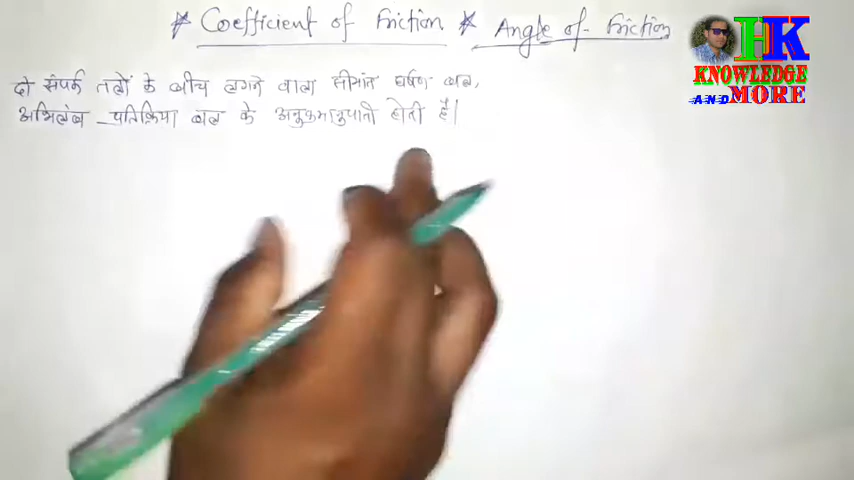 * Coefficient of Friction * Angle of Friction
दो संपर्क तलों के बीच लगने वाला सीमांत घर्षण बल,
अभिलंब प्रतिक्रिया बल के अनुक्रमानुपाती होती है|
HK
KNOWLEDGE
AND MORE